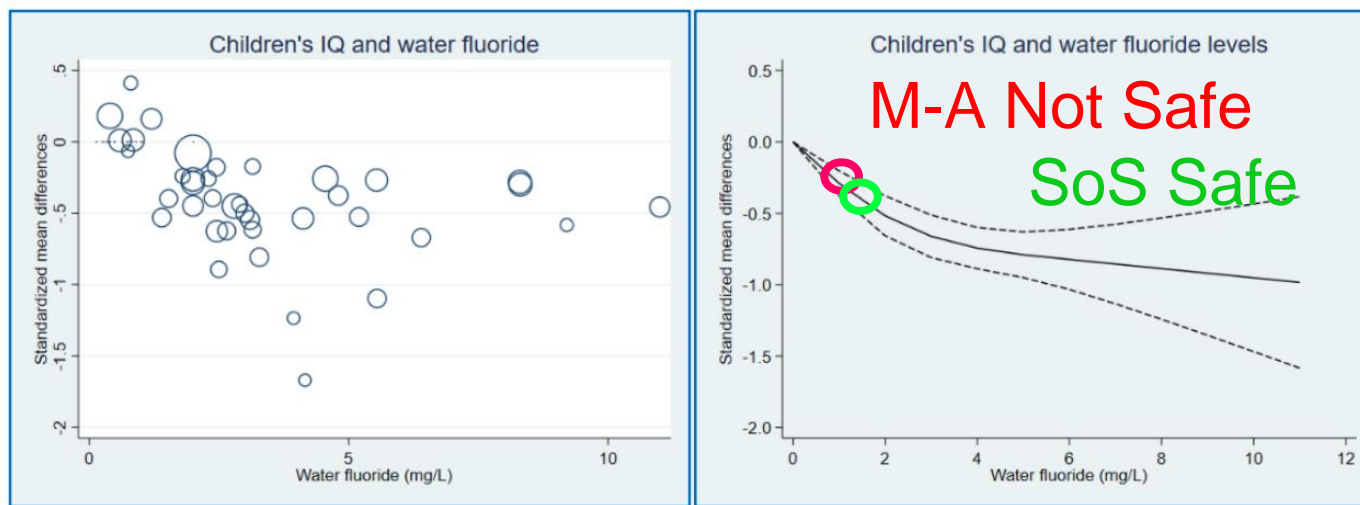 Children's IQ and water fluoride
.5
0
-.5
-1
-1.5
-2
Standardized mean differences
0 5 10
Water fluoride (mg/L)
Children's IQ and water fluoride levels
M-A Not Safe
SoS Safe
0.5
0.0
-0.5
-1.0
-1.5
-2.0
Standardized mean differences
0 2 4 6 8 10 12
Water fluoride (mg/L)